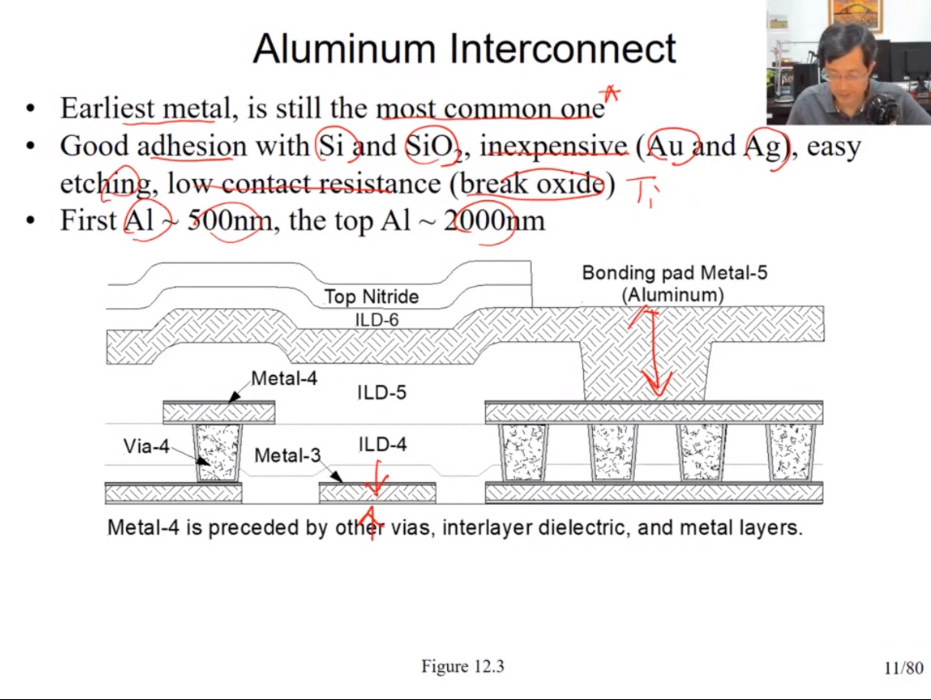 Aluminum Interconnect
• Earliest metal, is still the most common one
• Good adhesion with Si and SiO2, inexpensive (Au and Ag), easy
etching, low contact resistance (break oxide) Ti
• First Al ~ 500nm, the top Al ~ 2000nm
Bonding pad Metal-5
(Aluminum)
Top Nitride
ILD-6
Metal-4
ILD-5
Via-4
ILD-4
Metal-3
Metal-4 is preceded by other vias, interlayer dielectric, and metal layers.
Figure 12.3
11/80